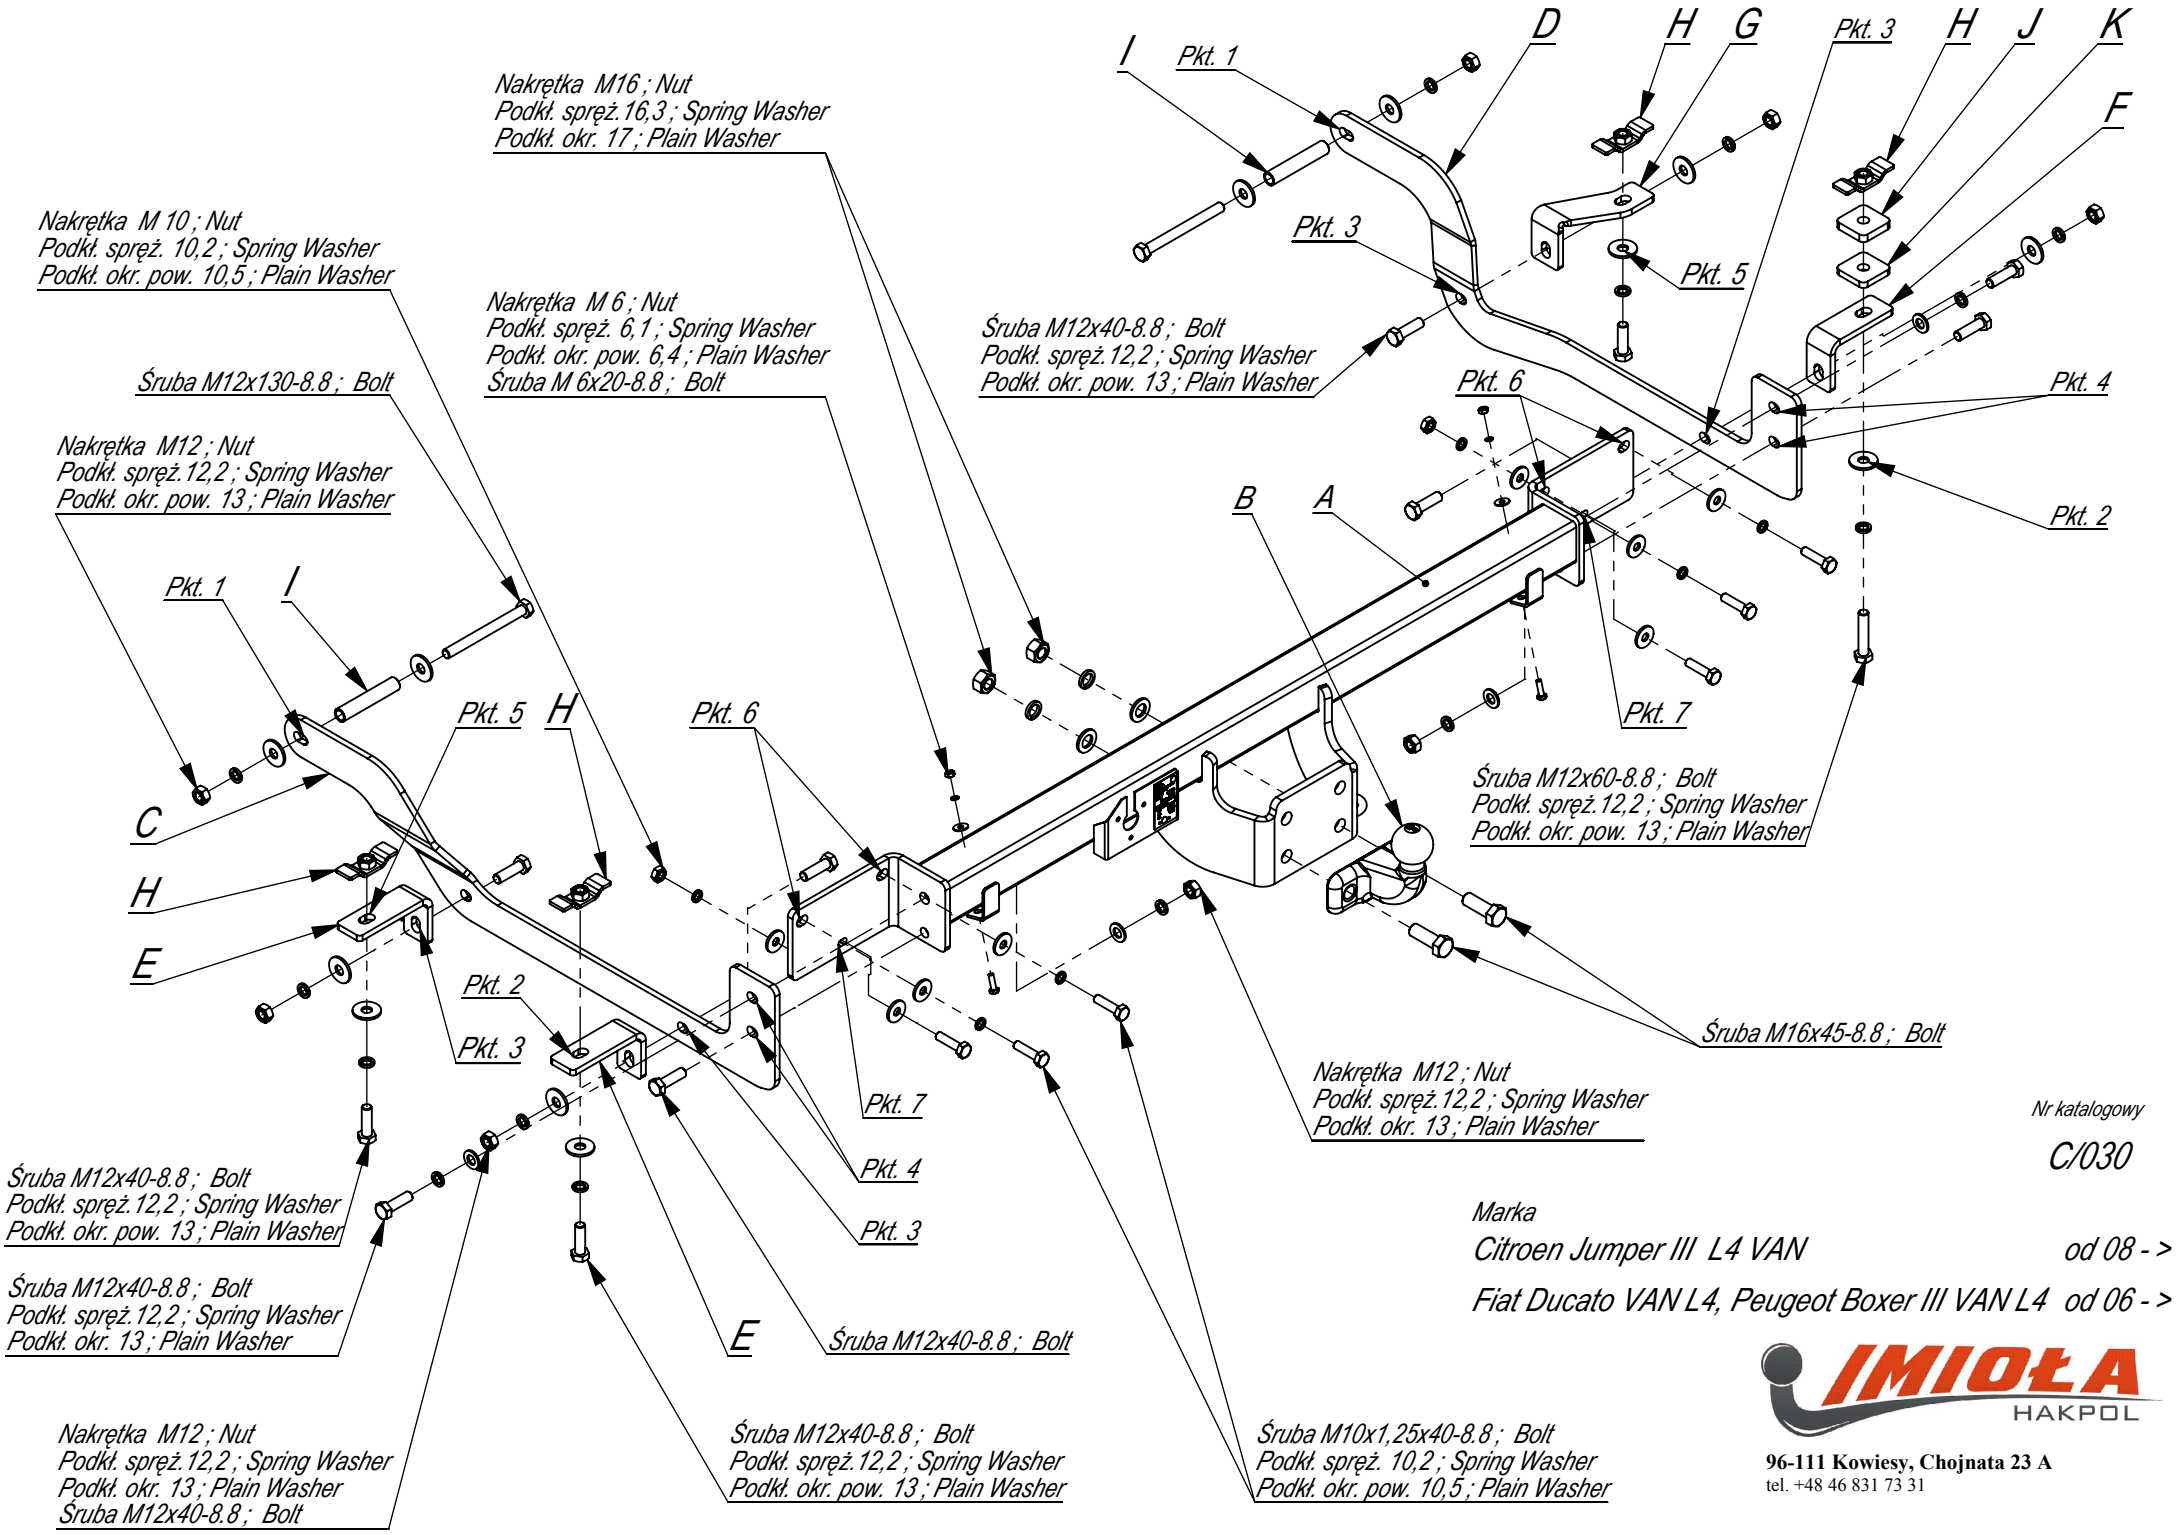 I
Pkt. 1
D
H
G
Pkt. 3
H
J
K
F
Nakrętka M16 ; Nut
Podkł. spręż.16,3 ; Spring Washer
Podkł. okr. 17 ; Plain Washer
Nakrętka M 10 ; Nut
Podkł. spręż. 10,2 ; Spring Washer
Podkł. okr. pow. 10,5 ; Plain Washer
Pkt. 3
Pkt. 5
Nakrętka M 6 ; Nut
Podkł. spręż. 6,1 ; Spring Washer
Podkł. okr. pow. 6,4 ; Plain Washer
Śruba M 6x20-8.8 ; Bolt
Śruba M12x40-8.8 ; Bolt
Podkł. spręż.12,2 ; Spring Washer
Podkł. okr. pow. 13 ; Plain Washer
Śruba M12x130-8.8 ; Bolt
Pkt. 6
Pkt. 4
Nakrętka M12 ; Nut
Podkł. spręż.12,2 ; Spring Washer
Podkł. okr. pow. 13 ; Plain Washer
B
A
Pkt. 2
Pkt. 1
I
Pkt. 5
H
Pkt. 6
Pkt. 7
Śruba M12x60-8.8 ; Bolt
Podkł. spręż.12,2 ; Spring Washer
Podkł. okr. pow. 13 ; Plain Washer
C
H
E
Pkt. 2
Pkt. 3
Śruba M16x45-8.8 ; Bolt
Nakrętka M12 ; Nut
Podkł. spręż.12,2 ; Spring Washer
Podkł. okr. 13 ; Plain Washer
Pkt. 7
Pkt. 4
Pkt. 3
Nr katalogowy
C/030
Śruba M12x40-8.8 ; Bolt
Podkł. spręż.12,2 ; Spring Washer
Podkł. okr. pow. 13 ; Plain Washer
Marka
Citroen Jumper III L4 VAN od 08 - >
Fiat Ducato VAN L4, Peugeot Boxer III VAN L4 od 06 - >
Śruba M12x40-8.8 ; Bolt
Podkł. spręż.12,2 ; Spring Washer
Podkł. okr. 13 ; Plain Washer
E
Śruba M12x40-8.8 ; Bolt
IMIOŁA
HAKPOL
Nakrętka M12 ; Nut
Podkł. spręż.12,2 ; Spring Washer
Podkł. okr. 13 ; Plain Washer
Śruba M12x40-8.8 ; Bolt
Śruba M12x40-8.8 ; Bolt
Podkł. spręż.12,2 ; Spring Washer
Podkł. okr. pow. 13 ; Plain Washer
Śruba M10x1,25x40-8.8 ; Bolt
Podkł. spręż. 10,2 ; Spring Washer
Podkł. okr. pow. 10,5 ; Plain Washer
96-111 Kowiesy, Chojnata 23 A
tel. +48 46 831 73 31